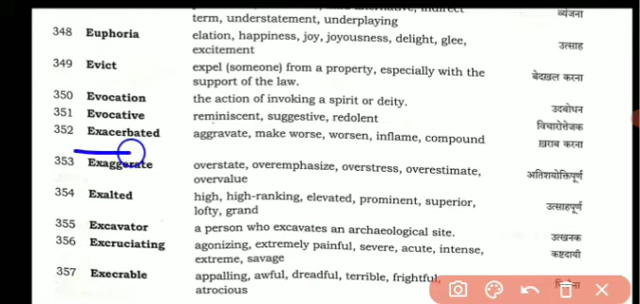 term, understatement, underplaying व्यंजना
348 Euphoria elation, happiness, joy, joyousness, delight, glee,
excitement उत्साह
349 Evict expel (someone) from a property, especially with the
support of the law. बेदखल करना
350 Evocation the action of invoking a spirit or deity. उदबोधन
351 Evocative reminiscent, suggestive, redolent विचारोत्तेजक
352 Exacerbated aggravate, make worse, worsen, inflame, compound ख़राब करना
353 Exaggerate overstate, overemphasize, overstress, overestimate,
overvalue अतिशयोक्तिपूर्ण
354 Exalted high, high-ranking, elevated, prominent, superior,
lofty, grand उत्साहपूर्ण
355 Excavator a person who excavates an archaeological site. उत्खनक
356 Excruciating agonizing, extremely painful, severe, acute, intense,
extreme, savage कष्टदायी
357 Execrable appalling, awful, dreadful, terrible, frightful,
atrocious